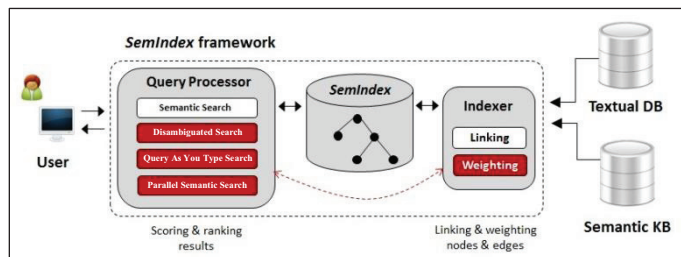 SemIndex framework
Query Processor
Semantic Search
Disambiguated Search
Query As You Type Search
Parallel Semantic Search
SemIndex
Indexer
Linking
Weighting
User
Textual DB
Semantic KB
Scoring & ranking
results
Linking & weighting
nodes & edges